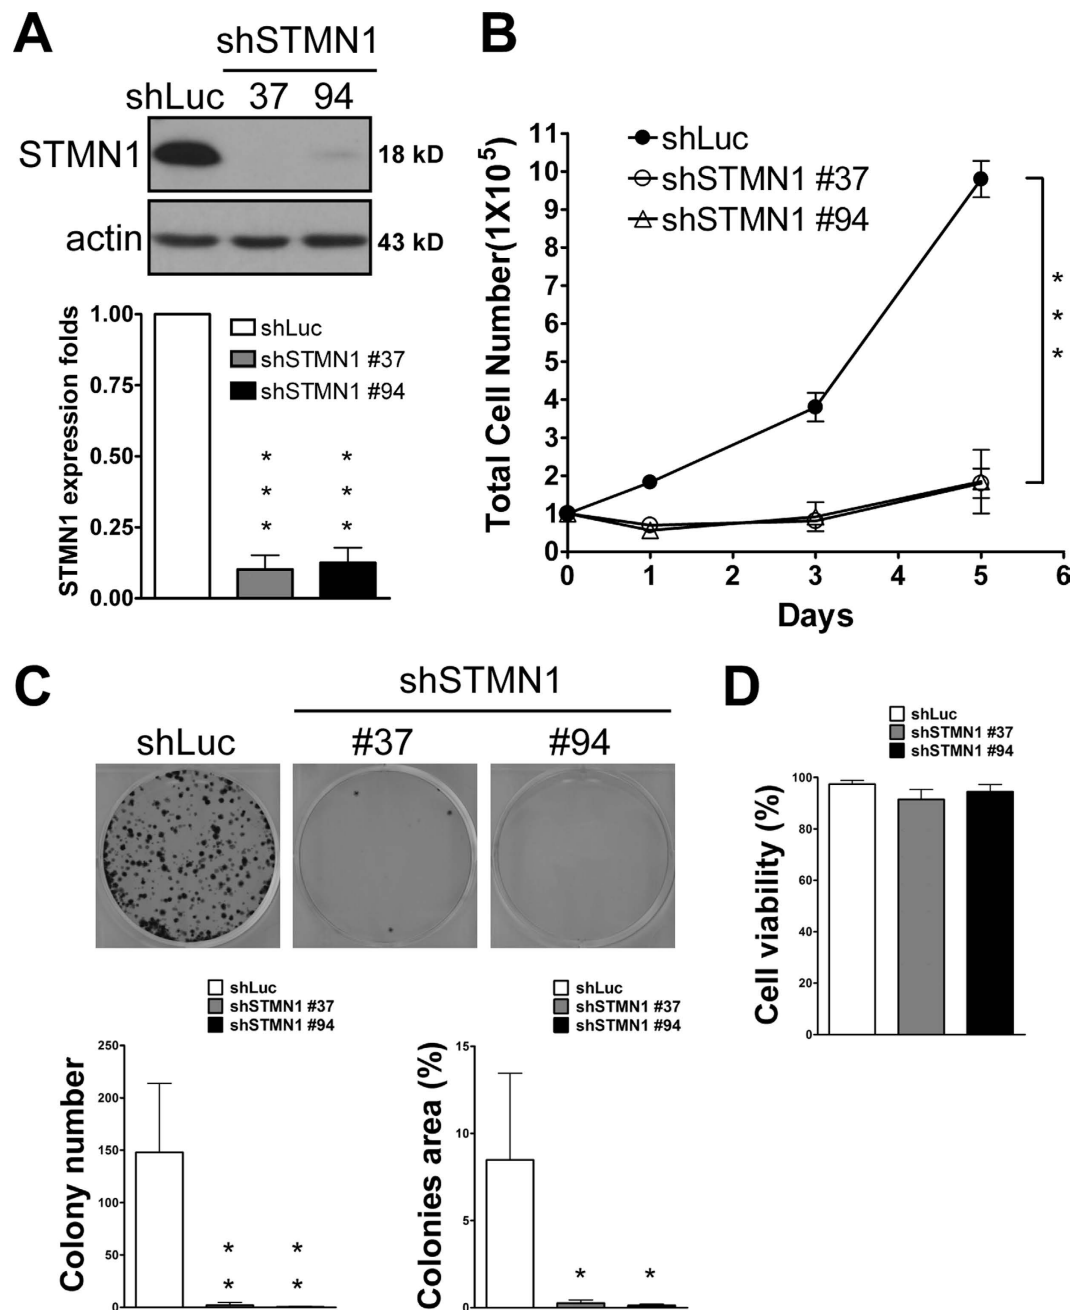 A
shSTMN1
shLuc 37 94
STMN1 18 kD
actin 43 kD
STMN1 expression folds
1.00
0.75
0.50
0.25
0.00
shLuc
shSTMN1 #37
shSTMN1 #94
* *
* *
* *
B
Total Cell Number(1X10⁵)
11
10
9
8
7
6
5
4
3
2
1
0
shLuc
shSTMN1 #37
shSTMN1 #94
*
*
*
0 1 2 3 4 5 6
Days
C
shSTMN1
shLuc #37 #94
shLuc
shSTMN1 #37
shSTMN1 #94
Colony number
250
200
150
100
50
0
* *
* *
shLuc
shSTMN1 #37
shSTMN1 #94
Colonies area (%)
15
10
5
0
* *
D
shLuc
shSTMN1 #37
shSTMN1 #94
Cell viability (%)
100
80
60
40
20
0